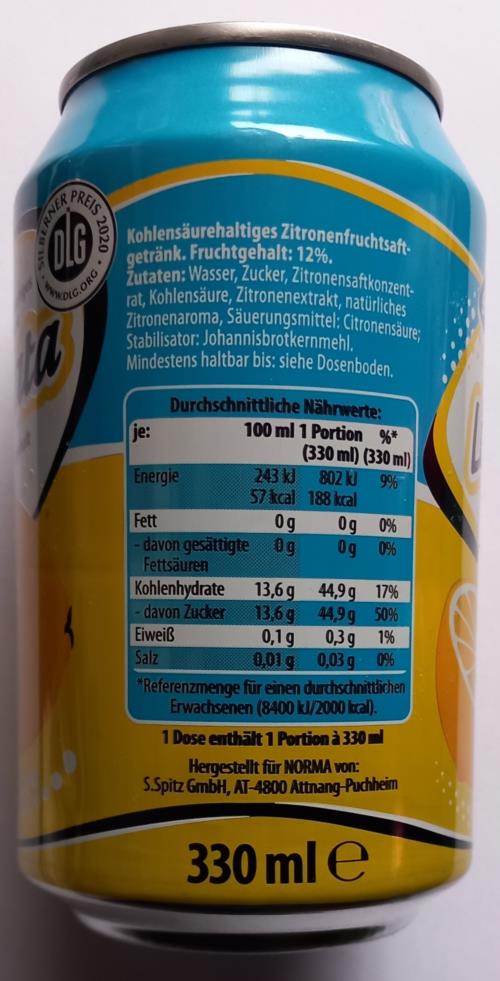 SILBERNER PREIS 2020
DLG
• WWW.DLG.ORG •
ta
Kohlensäurehaltiges Zitronenfruchtsaft-
getränk. Fruchtgehalt: 12%.
Zutaten: Wasser, Zucker, Zitronensaftkonzent-
rat, Kohlensäure, Zitronenextrakt, natürliches
Zitronenaroma, Säuerungsmittel: Citronensäure;
Stabilisator: Johannisbrotkernmehl.
Mindestens haltbar bis: siehe Dosenboden.
Durchschnittliche Nährwerte:
je: 100 ml 1 Portion %*
(330 ml) (330 ml)
Energie 243 kJ 802 kJ 9%
57 kcal 188 kcal
Fett 0 g 0 g 0%
- davon gesättigte 0 g 0 g 0%
Fettsäuren
Kohlenhydrate 13,6 g 44,9 g 17%
- davon Zucker 13,6 g 44,9 g 50%
Eiweiß 0,1 g 0,3 g 1%
Salz 0,01 g 0,03 g 0%
*Referenzmenge für einen durchschnittlichen
Erwachsenen (8400 kJ/2000 kcal).
1 Dose enthält 1 Portion à 330 ml
Hergestellt für NORMA von:
S.Spitz GmbH, AT-4800 Attnang-Puchheim
330 ml e